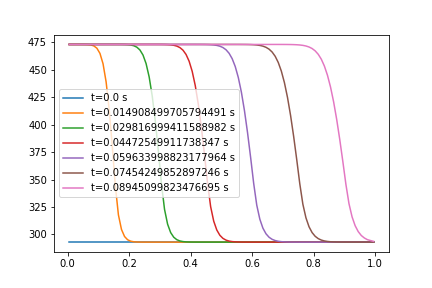 475
450
425
400
375
350
325
300
t=0.0 s
t=0.014908499705794491 s
t=0.029816999411588982 s
t=0.04472549911738347 s
t=0.059633998823177964 s
t=0.07454249852897246 s
t=0.08945099823476695 s
0.0 0.2 0.4 0.6 0.8 1.0